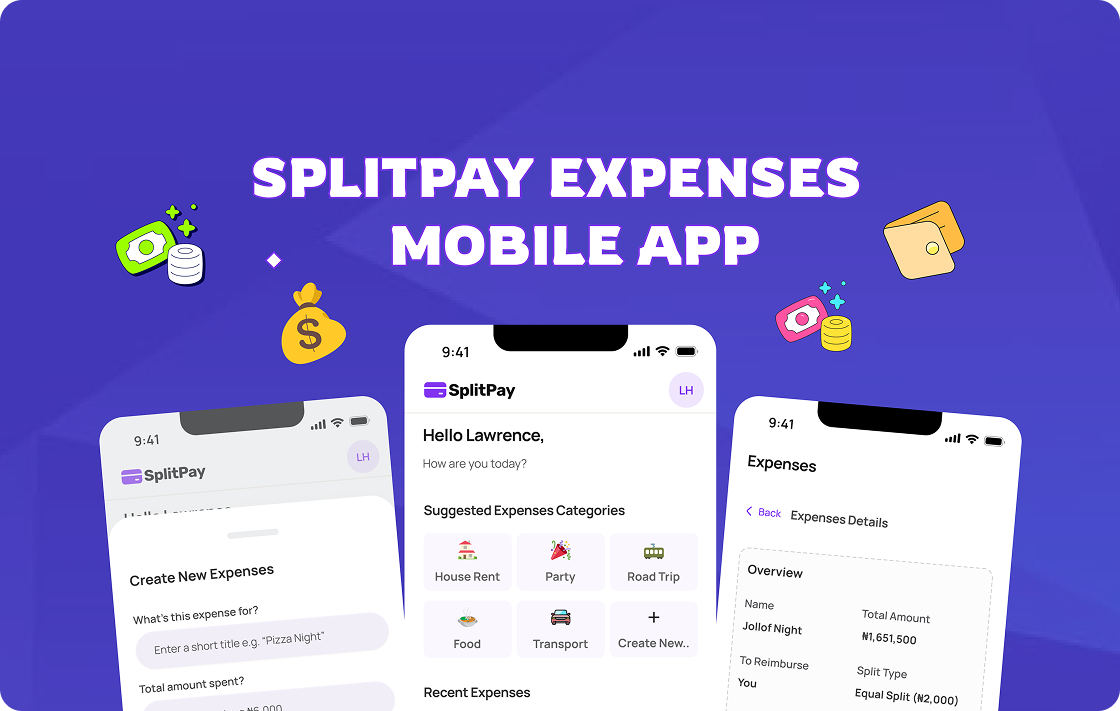 SPLITPAY EXPENSES
MOBILE APP
$
9:41
SplitPay
LH
Create New Expenses
What's this expense for?
Enter a short title e.g. "Pizza Night"
Total amount spent?
9:41
SplitPay
LH
Hello Lawrence,
How are you today?
Suggested Expenses Categories
House Rent
Party
Road Trip
Food
Transport
Create New..
Recent Expenses
9:41
Expenses
Back
Expenses Details
Overview
Name
Total Amount
Jollof Night
₦1,651,500
To Reimburse
Split Type
You
Equal Split (₦2,000)